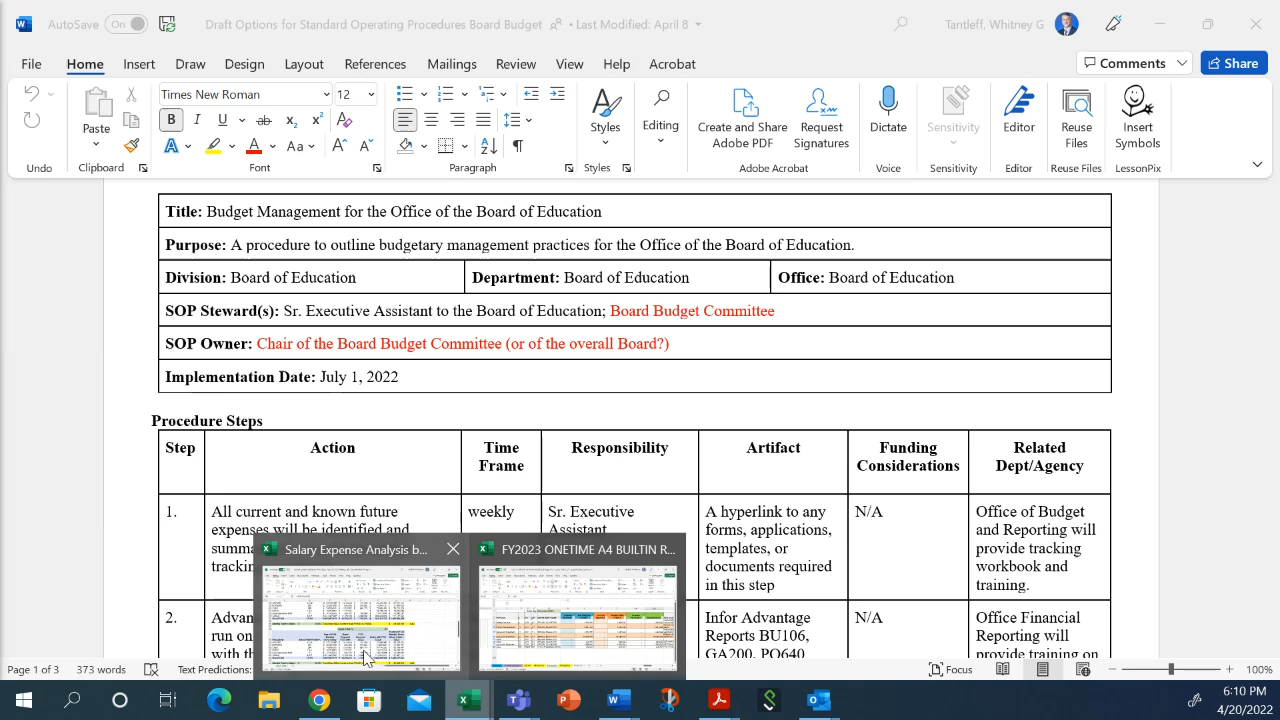 AutoSave On Draft Options for Standard Operating Procedures Board Budget • Last Modified: April 8 Tantleff, Whitney G
File Home Insert Draw Design Layout References Mailings Review View Help Acrobat Comments Share
Times New Roman 12
Paste Styles Editing Create and Share Adobe PDF Request Signatures Dictate Sensitivity Editor Reuse Files Insert Symbols
Undo Clipboard Font Paragraph Styles Adobe Acrobat Voice Sensitivity Editor Reuse Files LessonPix
Title: Budget Management for the Office of the Board of Education
Purpose: A procedure to outline budgetary management practices for the Office of the Board of Education.
Division: Board of Education Department: Board of Education Office: Board of Education
SOP Steward(s): Sr. Executive Assistant to the Board of Education; Board Budget Committee
SOP Owner: Chair of the Board Budget Committee (or of the overall Board?)
Implementation Date: July 1, 2022
Procedure Steps
Step Action Time Frame Responsibility Artifact Funding Considerations Related Dept/Agency
1. All current and known future weekly Sr. Executive A hyperlink to any N/A Office of Budget
expenses will be identified and Assistant forms, applications, and Reporting will
summa templates, or provide tracking
trackin documents required workbook and
in this step training.
2. Advan Infor Advantage N/A Office Financial
run on Reports BU106, Reporting will
with th GA200, PO640 provide training on
Salary Expense Analysis b... FY2023 ONETIME A4 BUILTIN R...
Page 1 of 3 373 words Text Predictions: Focus 100%
6:10 PM
4/20/2022